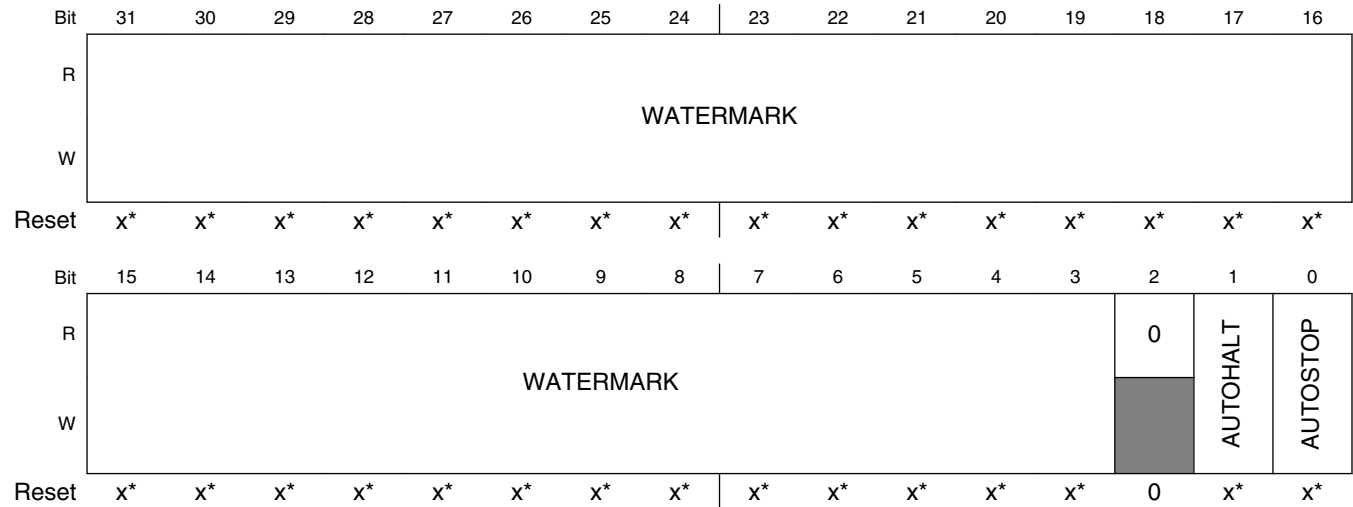 Bit 31 30 29 28 27 26 25 24 23 22 21 20 19 18 17 16
R
WATERMARK
W
Reset x* x* x* x* x* x* x* x* x* x* x* x* x* x* x* x*
Bit 15 14 13 12 11 10 9 8 7 6 5 4 3 2 1 0
R 0
WATERMARK AUTOHALT AUTOSTOP
W
Reset x* x* x* x* x* x* x* x* x* x* x* x* x* 0 x* x*